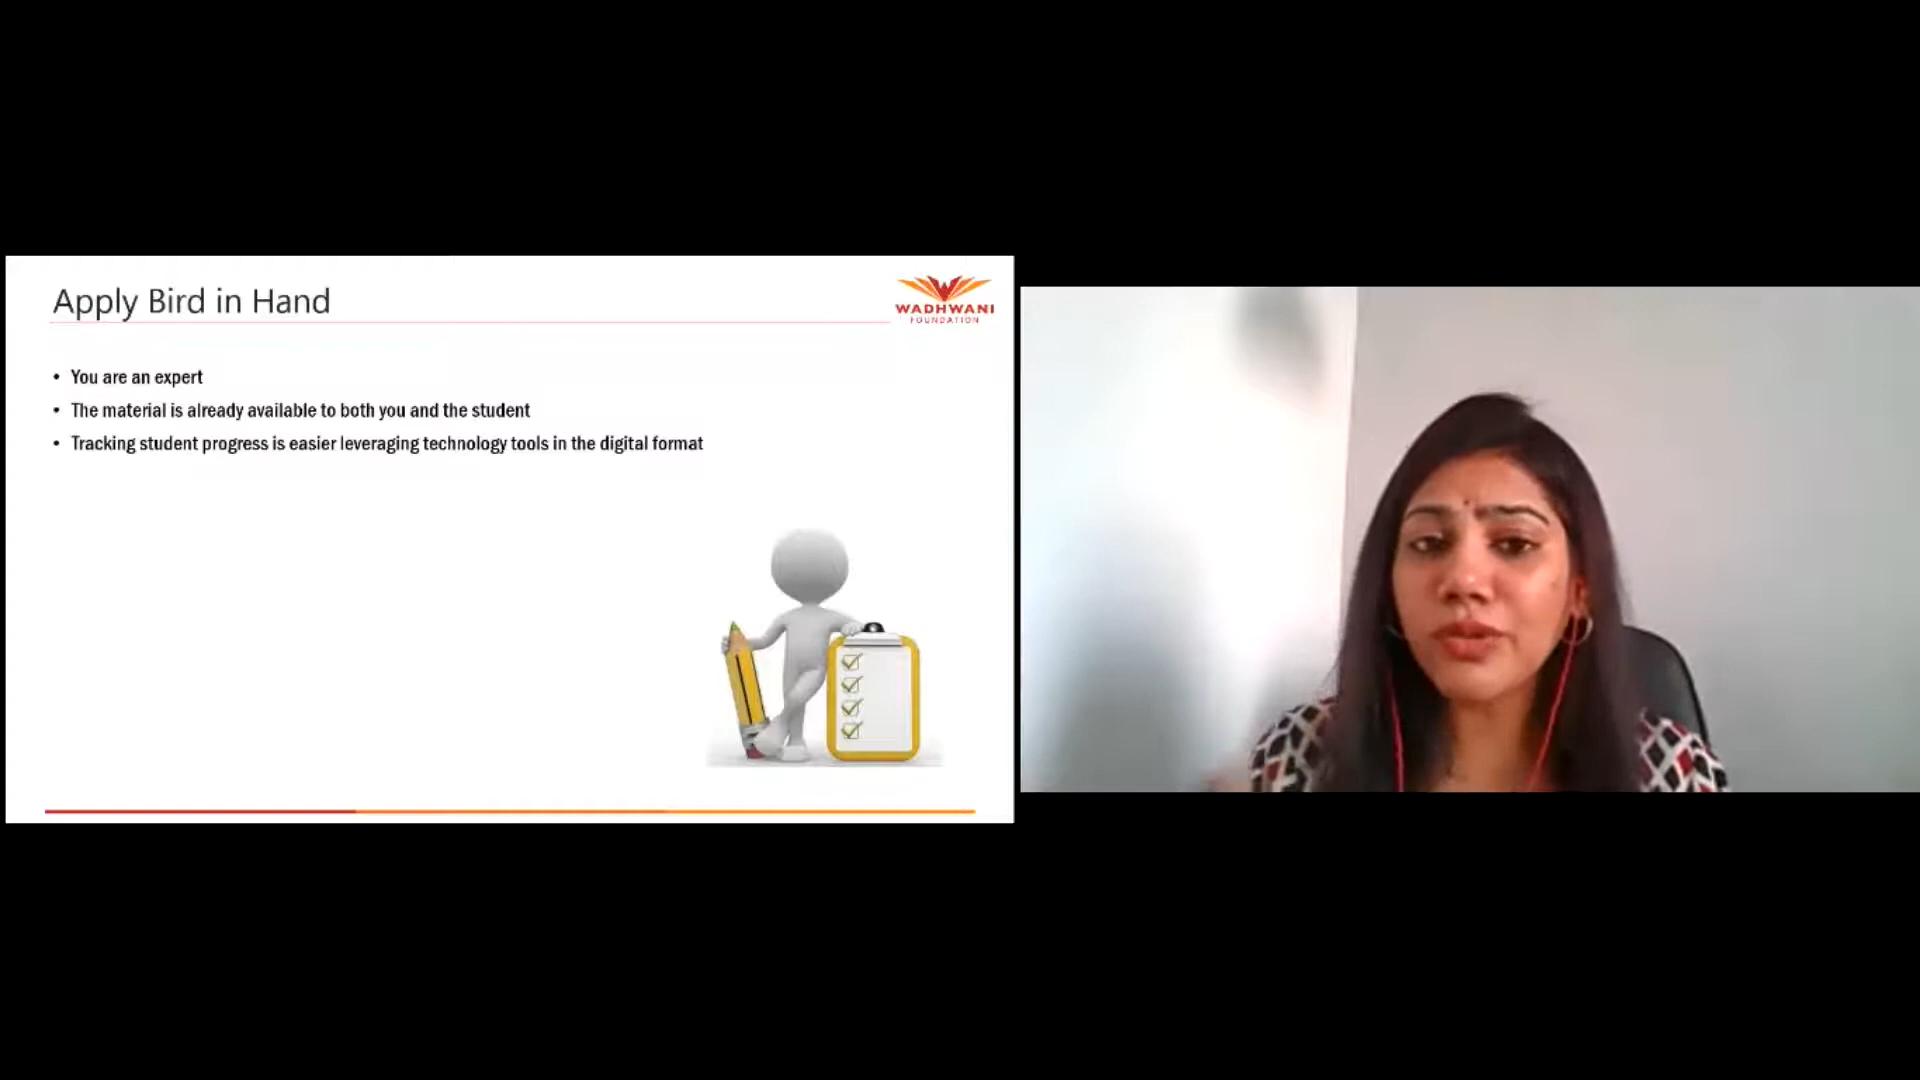 Apply Bird in Hand
WADHWANI
FOUNDATION
• You are an expert
• The material is already available to both you and the student
• Tracking student progress is easier leveraging technology tools in the digital format